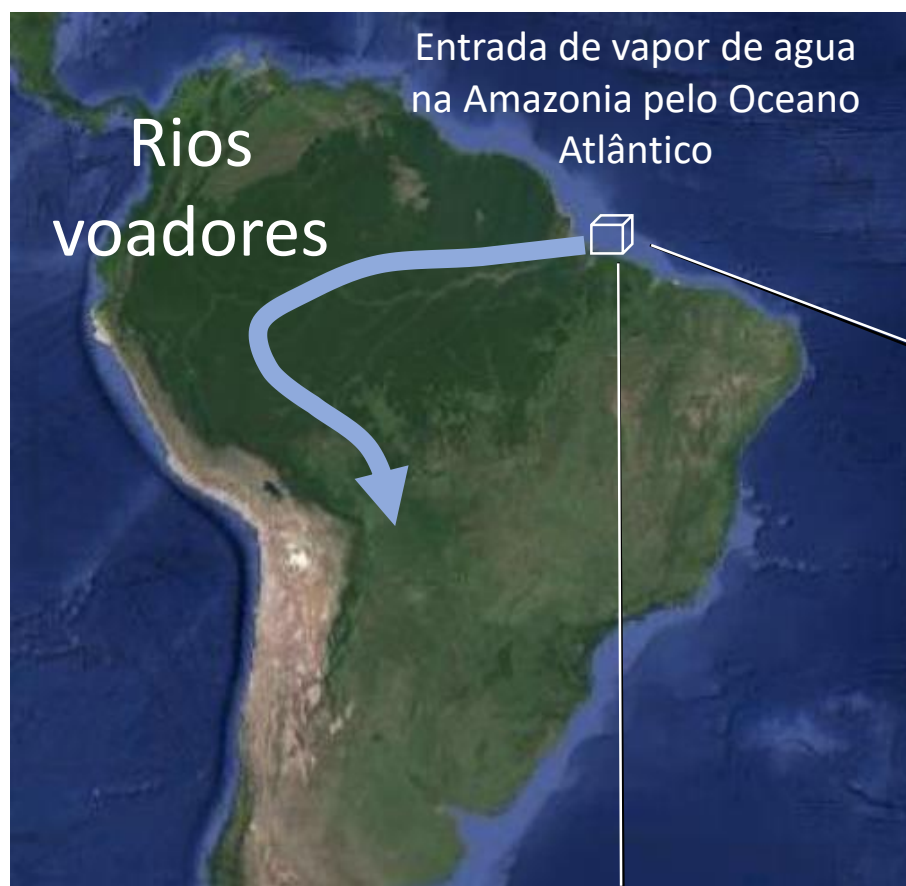 Entrada de vapor de agua
na Amazonia pelo Oceano
Atlântico
Rios
voadores